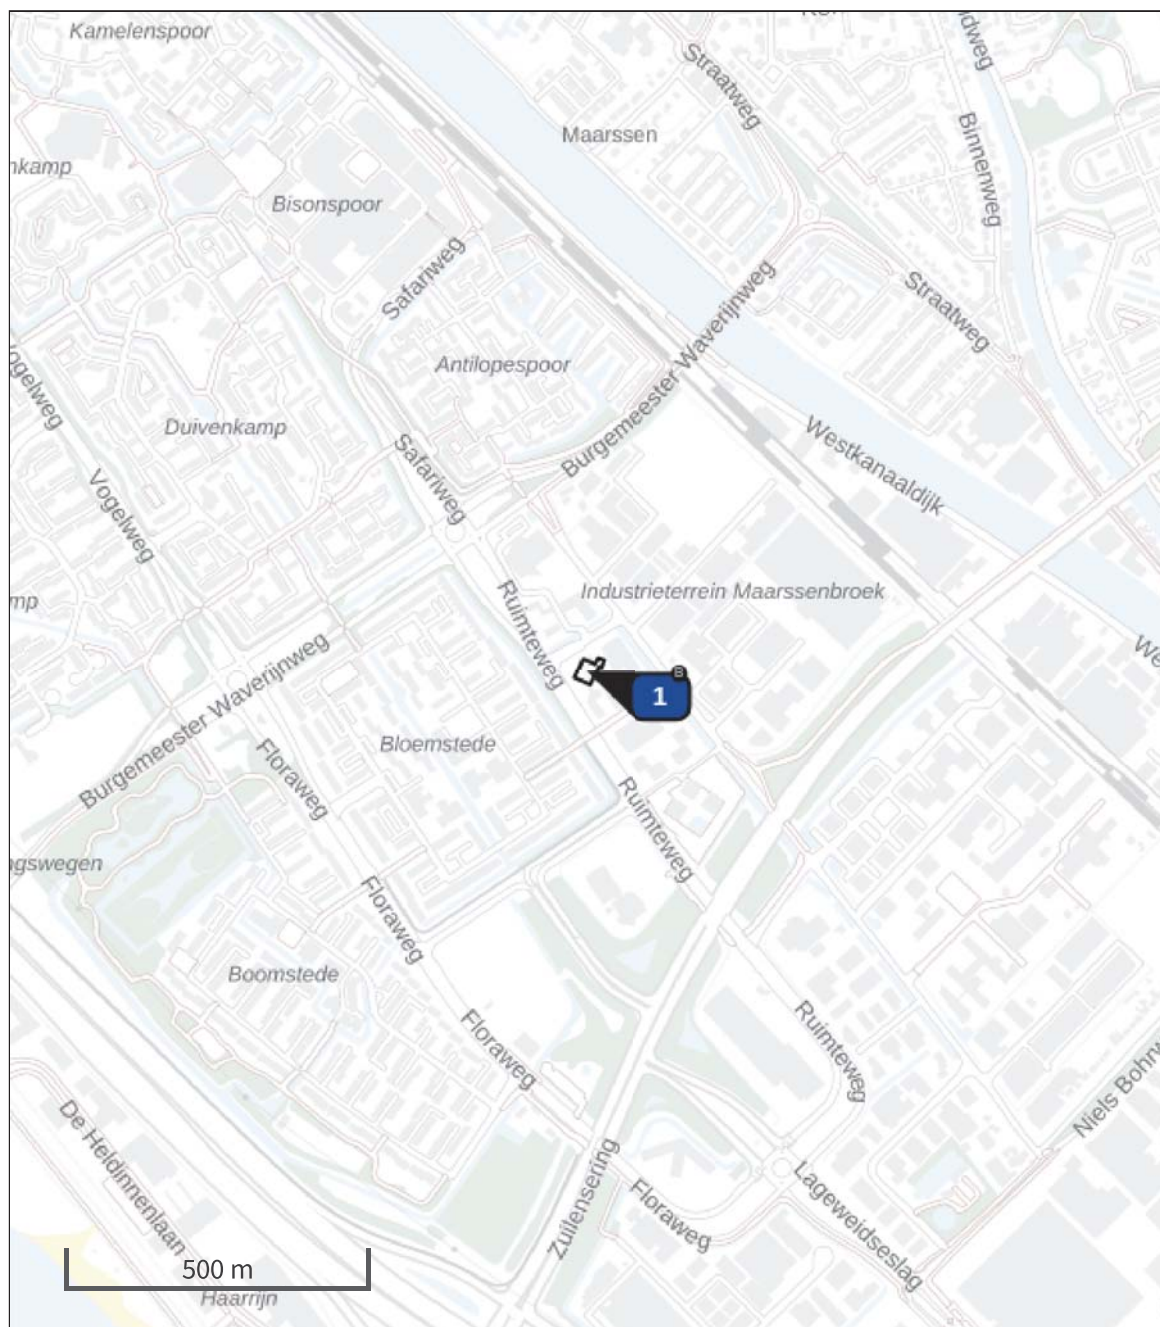 Kamelenspoor
Straatweg
Maarssen
Binnenweg
Bisonspoor
Safariweg
Straatweg
Antilopespoor
Burgemeester Waverijnweg
Duivenkamp
Safariweg
Westkanaaldijk
Vogelweg
Industrieterrein Maarssenbroek
Ruimteweg
Burgemeester Waverijnweg
B
1
Bloemstede
Floraweg
Ruimteweg
Floraweg
Boomstede
Floraweg
Ruimteweg
De Heldinnenlaan
Zuilensering
Floraweg
Lageweidseslag
500 m
Haarrijn